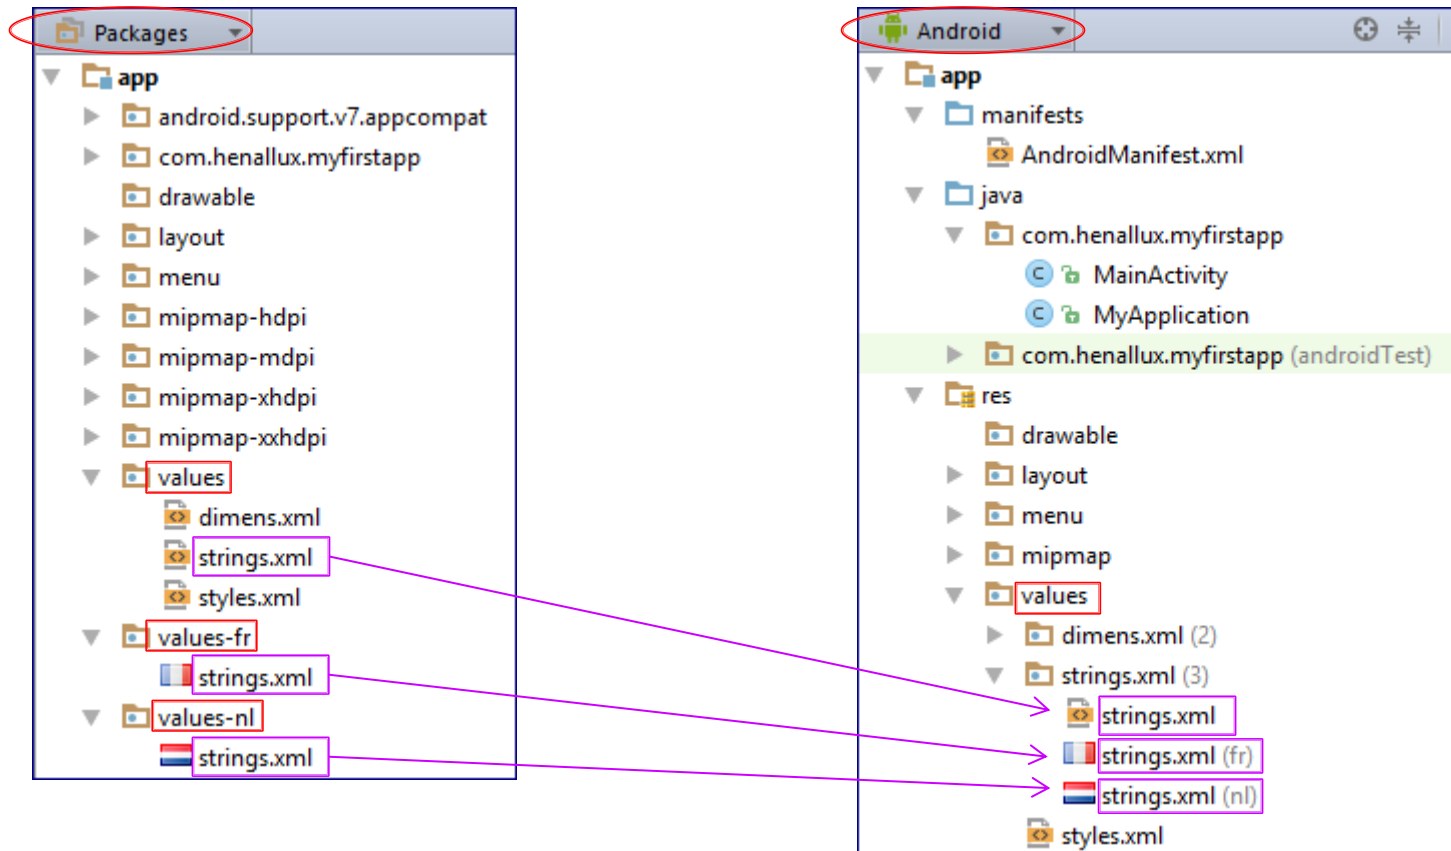 Packages
app
android.support.v7.appcompat
com.henallux.myfirstapp
drawable
layout
menu
mipmap-hdpi
mipmap-mdpi
mipmap-xhdpi
mipmap-xxhdpi
values
dimens.xml
strings.xml
styles.xml
values-fr
strings.xml
values-nl
strings.xml
Android
app
manifests
AndroidManifest.xml
java
com.henallux.myfirstapp
C MainActivity
C MyApplication
com.henallux.myfirstapp (androidTest)
res
drawable
layout
menu
mipmap
values
dimens.xml (2)
strings.xml (3)
strings.xml
strings.xml (fr)
strings.xml (nl)
styles.xml